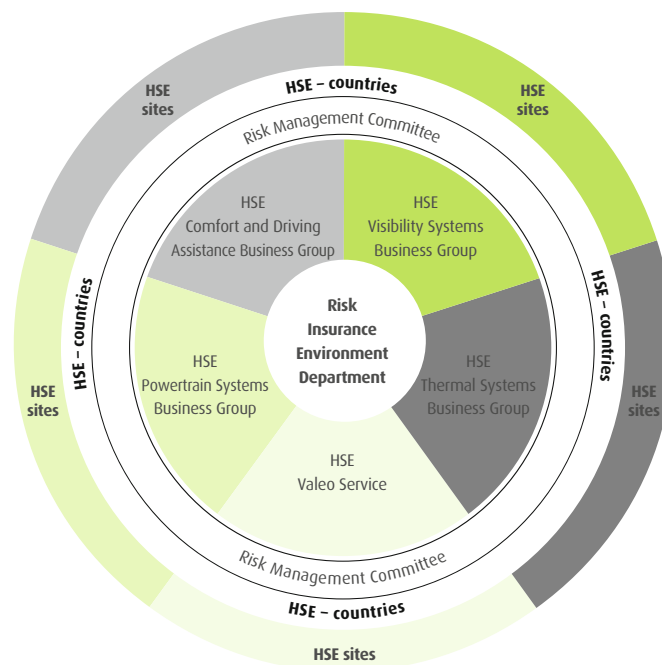 HSE
sites
HSE – countries
HSE
sites
Risk Management Committee
HSE
Comfort and Driving
Assistance Business Group
HSE
Visibility Systems
Business Group
HSE – countries
HSE – countries
Risk
Insurance
Environment
Department
HSE
Powertrain Systems
Business Group
HSE
Thermal Systems
Business Group
HSE
sites
HSE
sites
HSE
Valeo Service
Risk Management Committee
HSE – countries
HSE sites